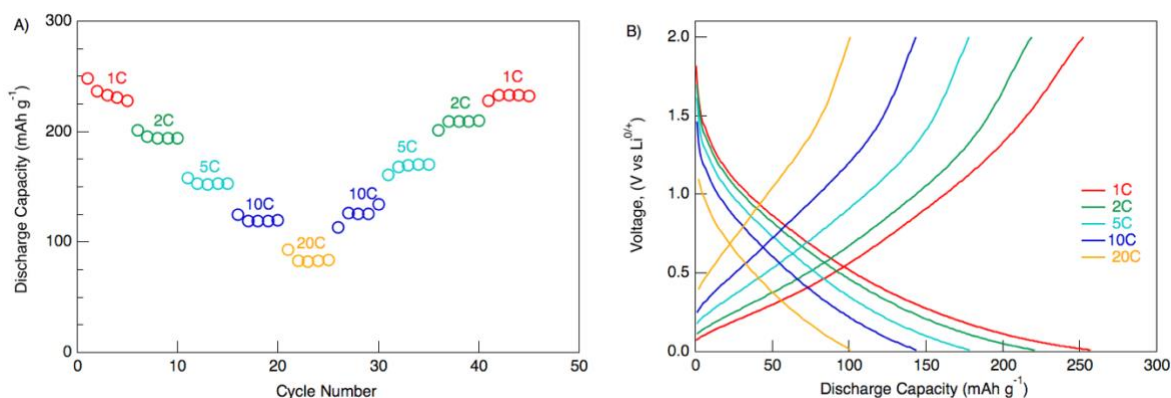 A)
300
200
100
0
Discharge Capacity (mAh g⁻¹)
1C
2C
5C
10C
20C
10C
5C
2C
1C
0
10
20
30
40
50
Cycle Number
B)
2.0
1.5
1.0
0.5
0.0
Voltage, (V vs Li⁰ᐟ⁺)
1C
2C
5C
10C
20C
0
50
100
150
200
250
300
Discharge Capacity (mAh g⁻¹)